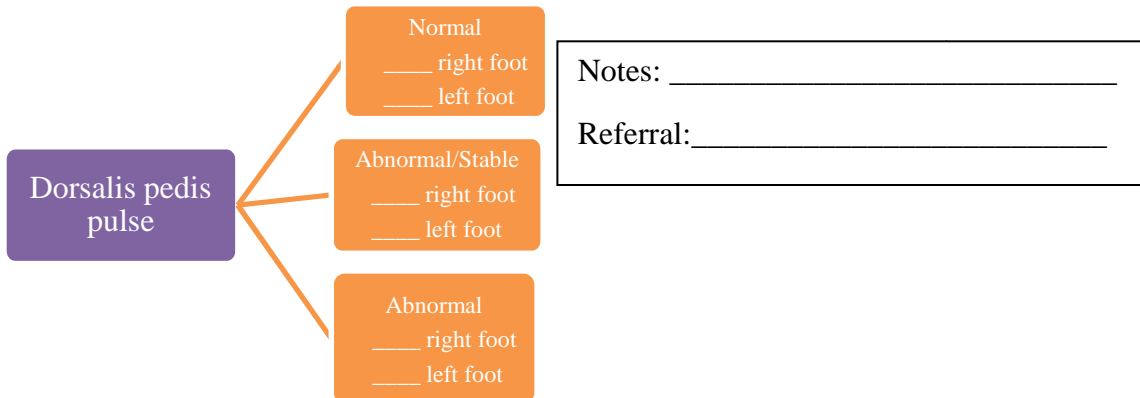 Dorsalis pedis
pulse
Normal
____ right foot
____ left foot
Abnormal/Stable
____ right foot
____ left foot
Abnormal
____ right foot
____ left foot
Notes: ____________________________
Referral:__________________________